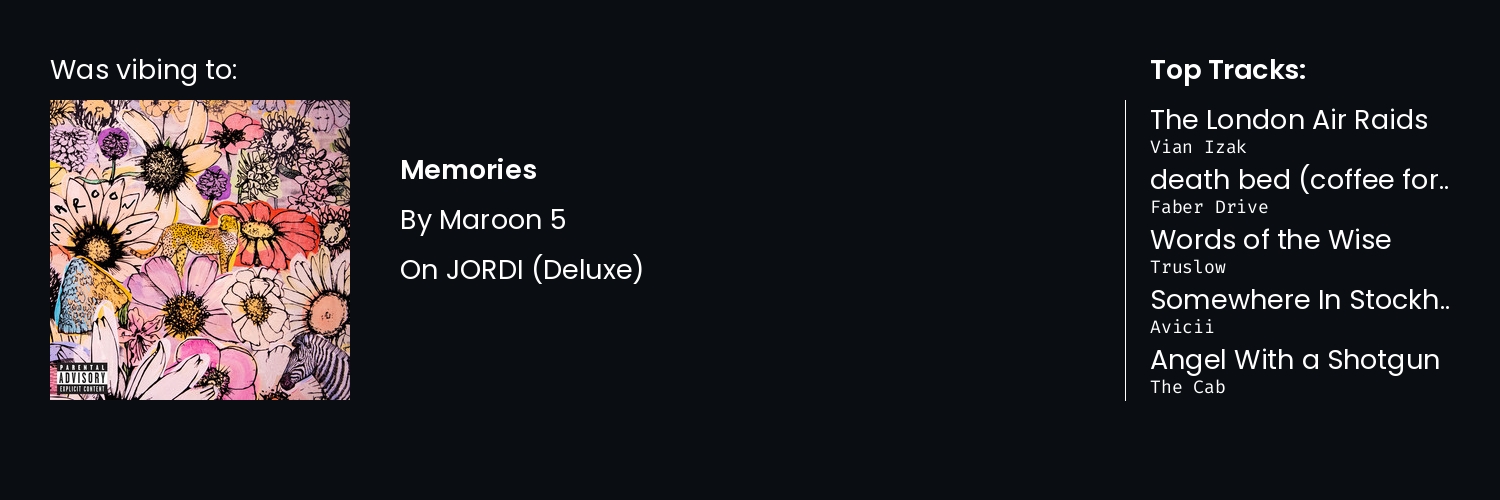 Was vibing to:
MAROON 5
PARENTAL
ADVISORY
EXPLICIT CONTENT
Memories
By Maroon 5
On JORDI (Deluxe)
Top Tracks:
The London Air Raids
Vian Izak
death bed (coffee for..
Faber Drive
Words of the Wise
Truslow
Somewhere In Stockh..
Avicii
Angel With a Shotgun
The Cab